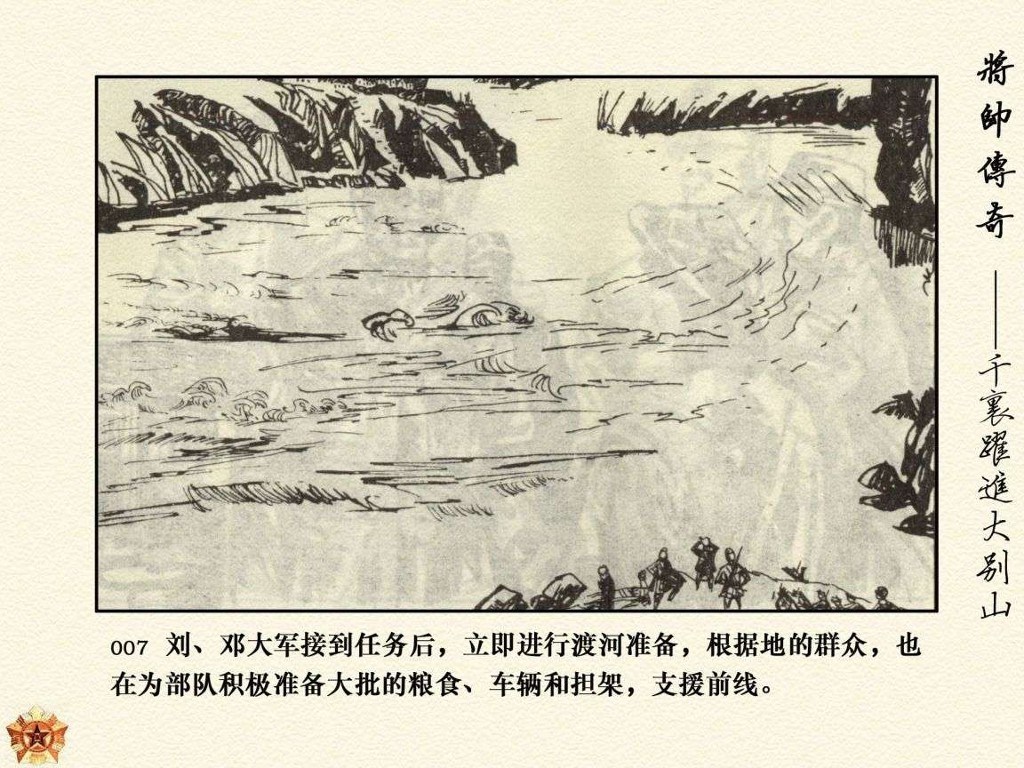 將帥傳奇——千裏躍進大别山
007 刘、邓大军接到任务后，立即进行渡河准备，根据地的群众，也
在为部队积极准备大批的粮食、车辆和担架，支援前线。